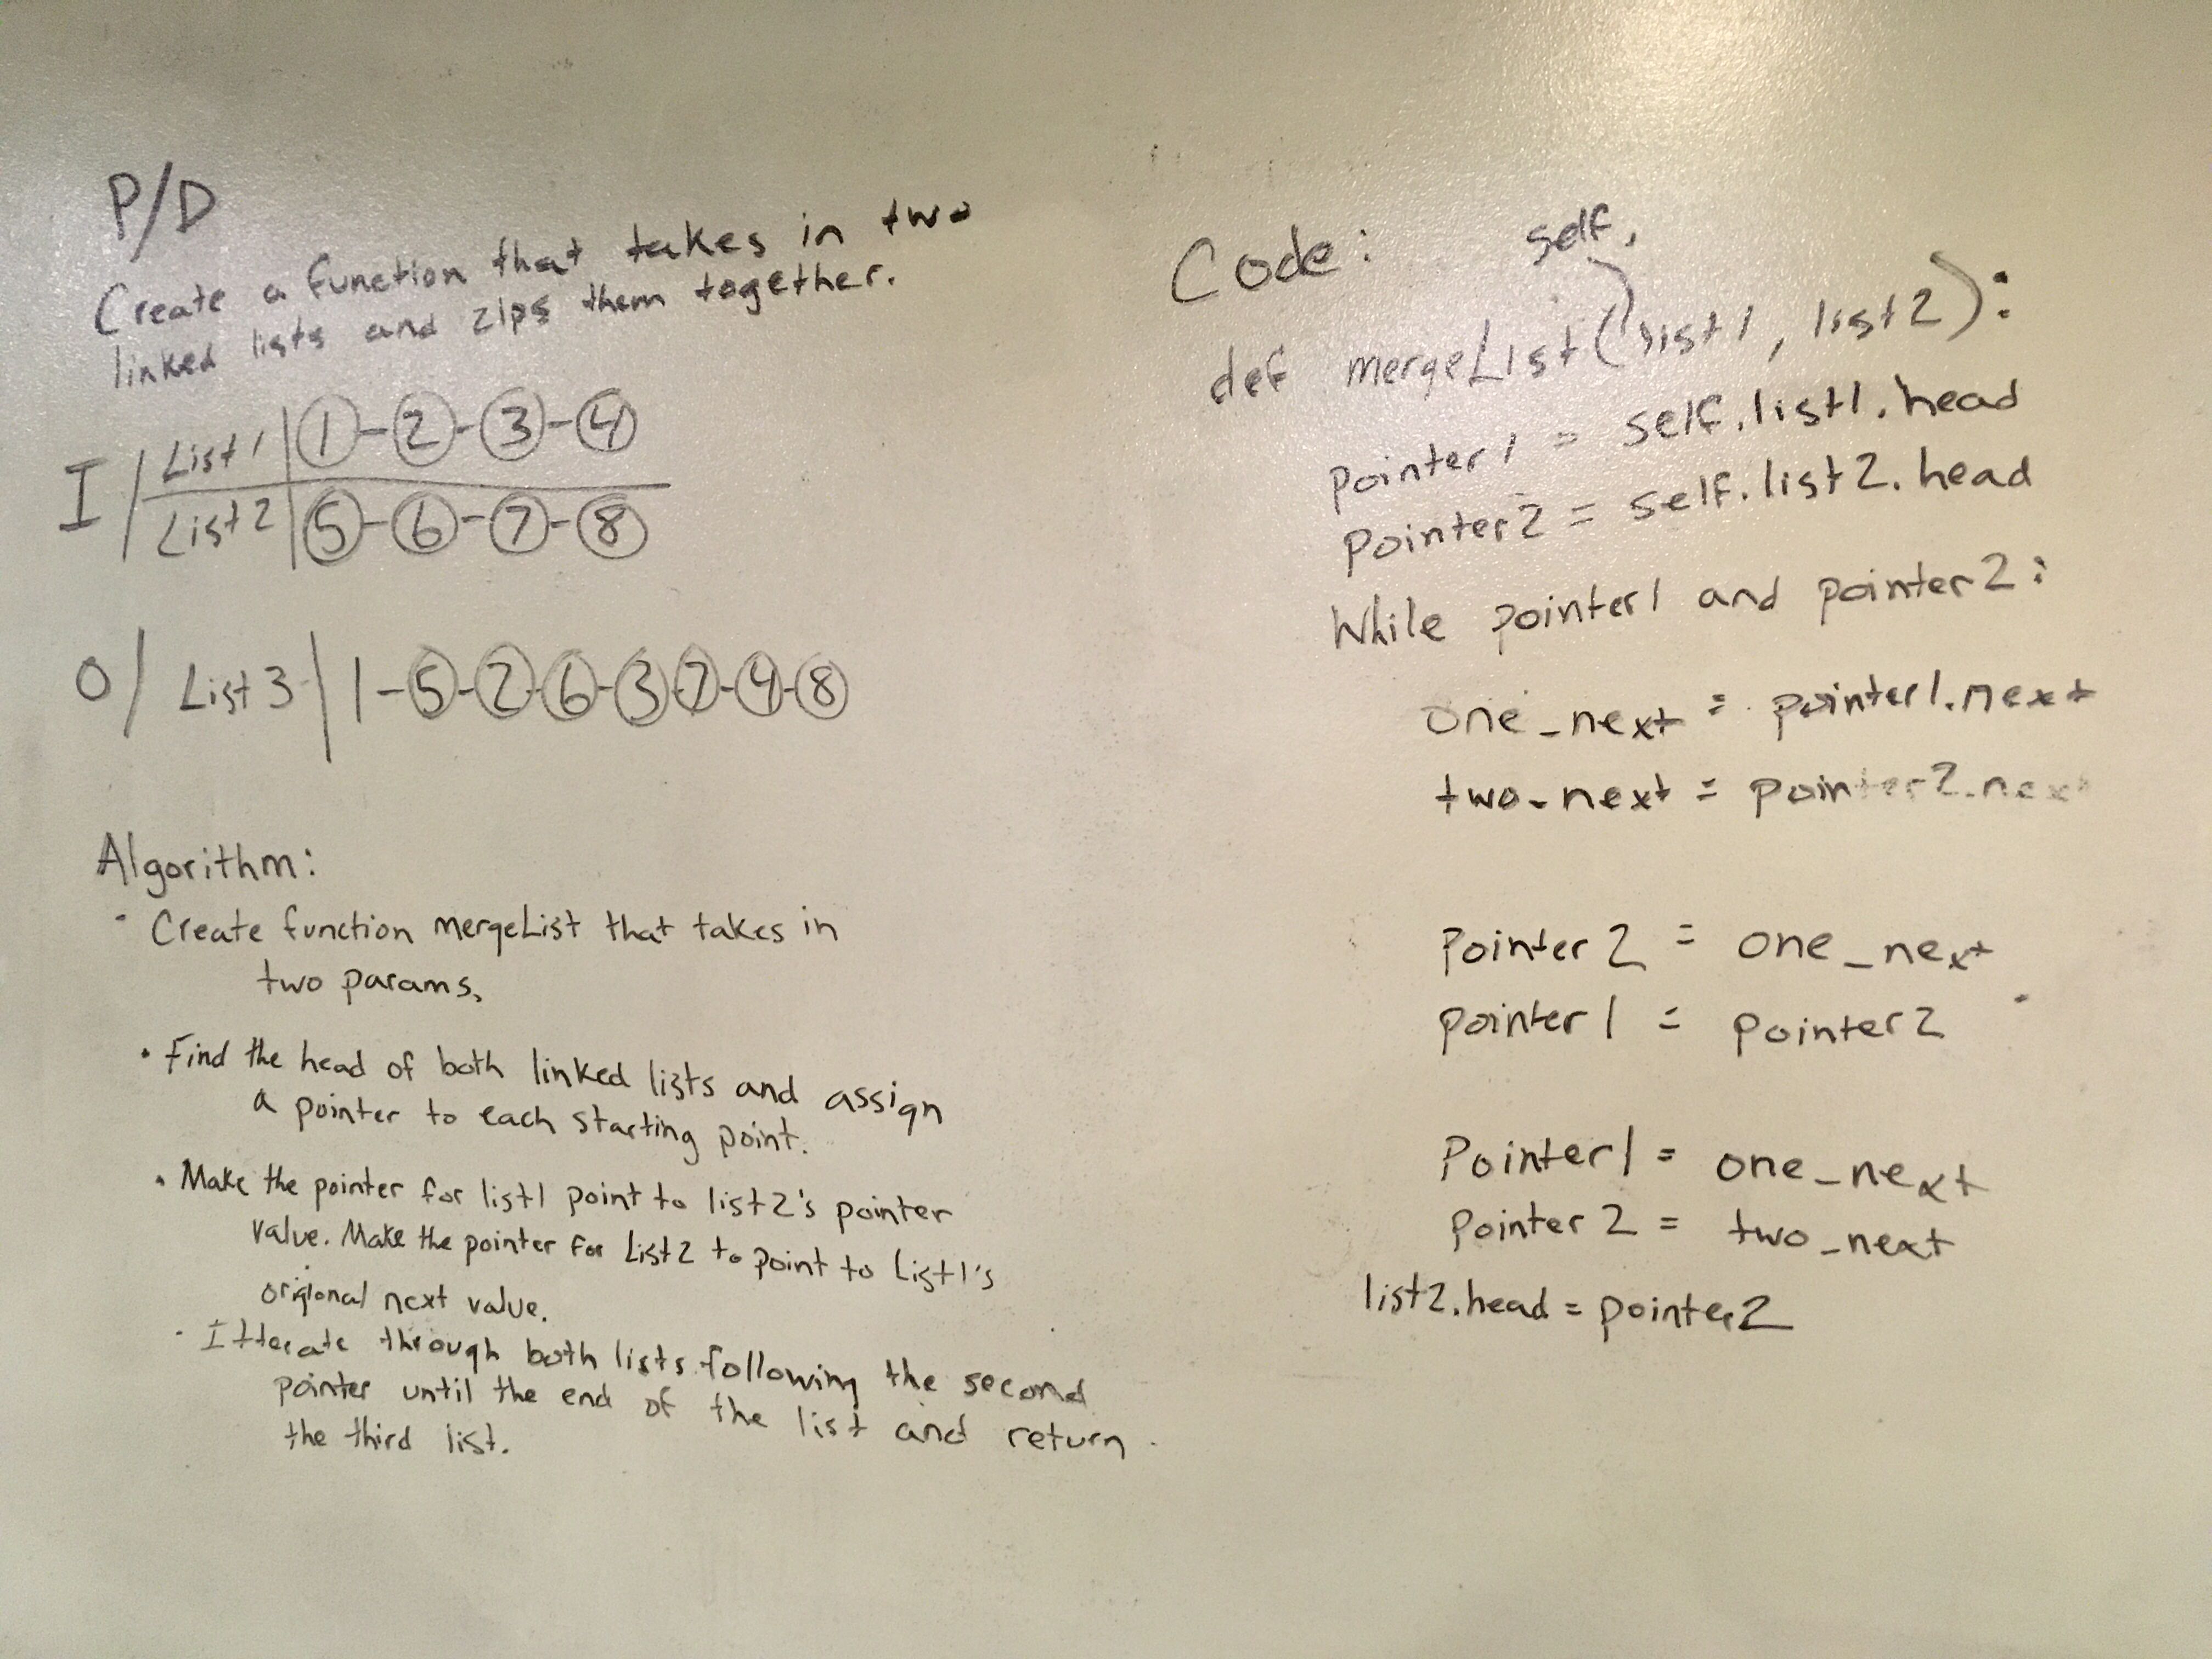 P/D
Create a function that takes in two
linked lists and zips them together.
I/ List1 | 1-2-3-4
List2 | 5-6-7-8
O/ List3 | 1-5-2-6-3-7-4-8
Algorithm:
· Create function mergeList that takes in
two params.
· Find the head of both linked lists and assign
a pointer to each starting point.
· Make the pointer for list1 point to list2's pointer
value. Make the pointer for List2 to point to List1's
origional next value.
· Itterate through both lists following the second
pointer until the end of the list and return
the third list.
Code:
self,
def mergeList(list1, list2):
pointer1 = self.list1.head
pointer2 = self.list2.head
While pointer1 and pointer2:
one_next = pointer1.next
two_next = pointer2.next
pointer2 = one_next
pointer1 = pointer2
Pointer1 = one_next
pointer2 = two_next
list2.head = pointer2